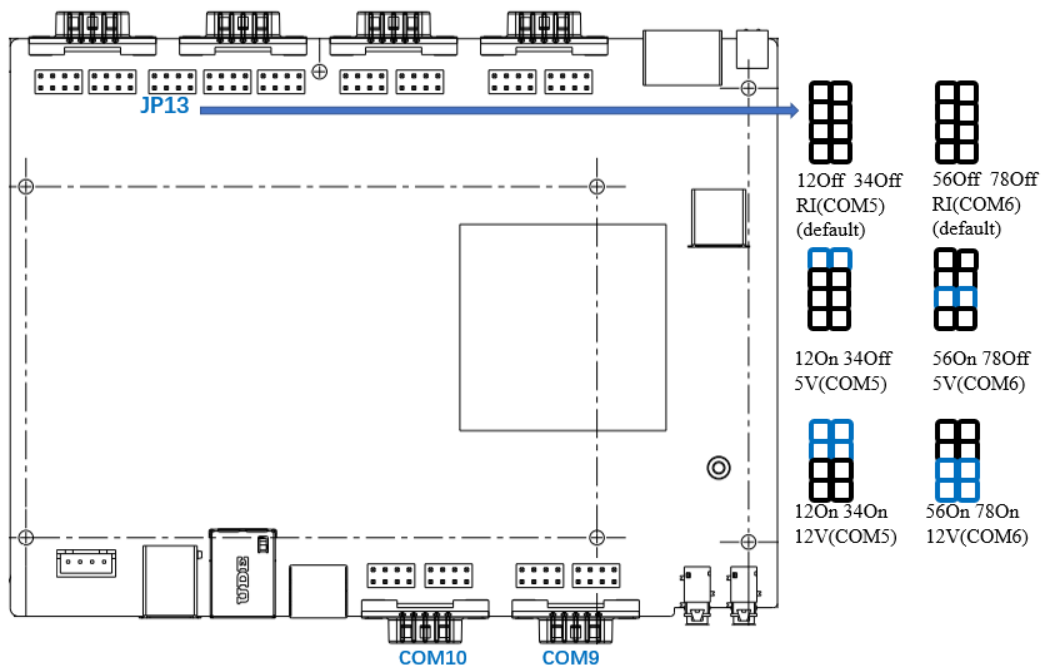 JP13
12Off 34Off
RI(COM5)
(default)
56Off 78Off
RI(COM6)
(default)
12On 34Off
5V(COM5)
56On 78Off
5V(COM6)
12On 34On
12V(COM5)
56On 78On
12V(COM6)
COM10
COM9